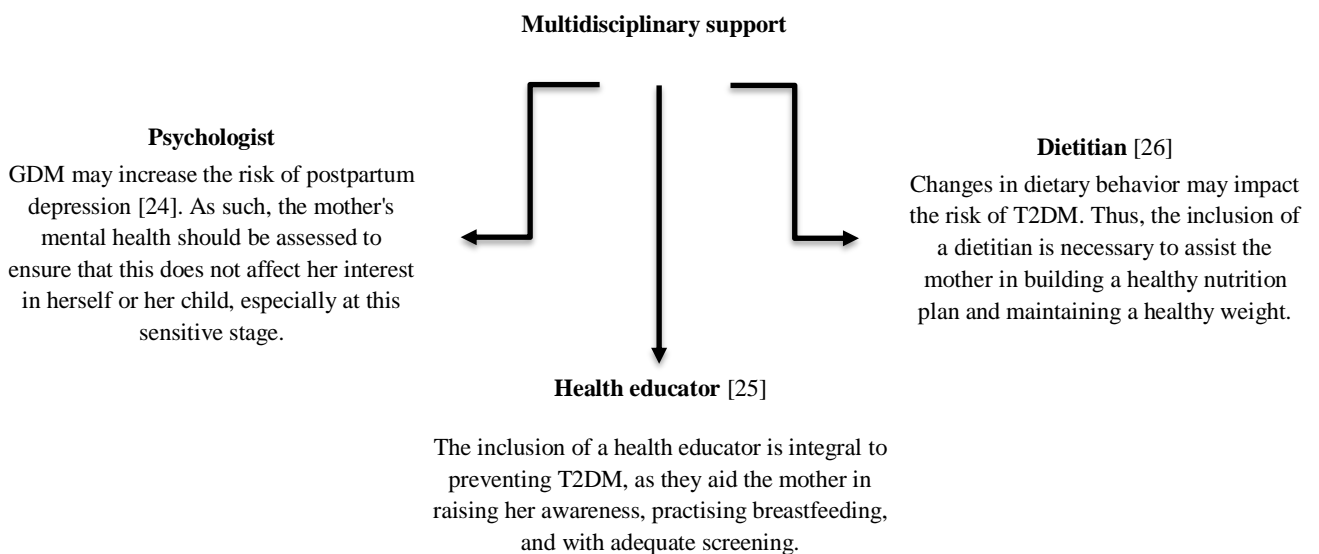 Multidisciplinary support
Psychologist
GDM may increase the risk of postpartum
depression [24]. As such, the mother's
mental health should be assessed to
ensure that this does not affect her interest
in herself or her child, especially at this
sensitive stage.
Dietitian [26]
Changes in dietary behavior may impact
the risk of T2DM. Thus, the inclusion of
a dietitian is necessary to assist the
mother in building a healthy nutrition
plan and maintaining a healthy weight.
Health educator [25]
The inclusion of a health educator is integral to
preventing T2DM, as they aid the mother in
raising her awareness, practising breastfeeding,
and with adequate screening.